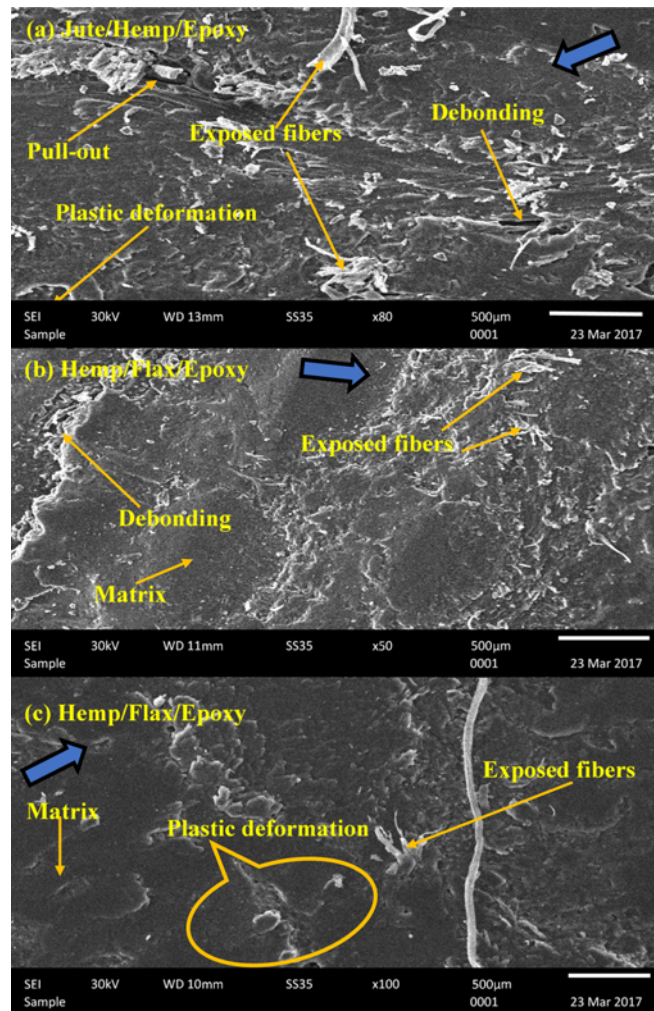 (a) Jute/Hemp/Epoxy
Debonding
Exposed fibers
Pull-out
Plastic deformation
SEI 30kV WD 13mm SS35 x80 500µm
Sample 0001 23 Mar 2017
(b) Hemp/Flax/Epoxy
Exposed fibers
Debonding
Matrix
SEI 30kV WD 11mm SS35 x50 500µm
Sample 0001 23 Mar 2017
(c) Hemp/Flax/Epoxy
Exposed fibers
Matrix
Plastic deformation
SEI 30kV WD 10mm SS35 x100 500µm
Sample 0001 23 Mar 2017